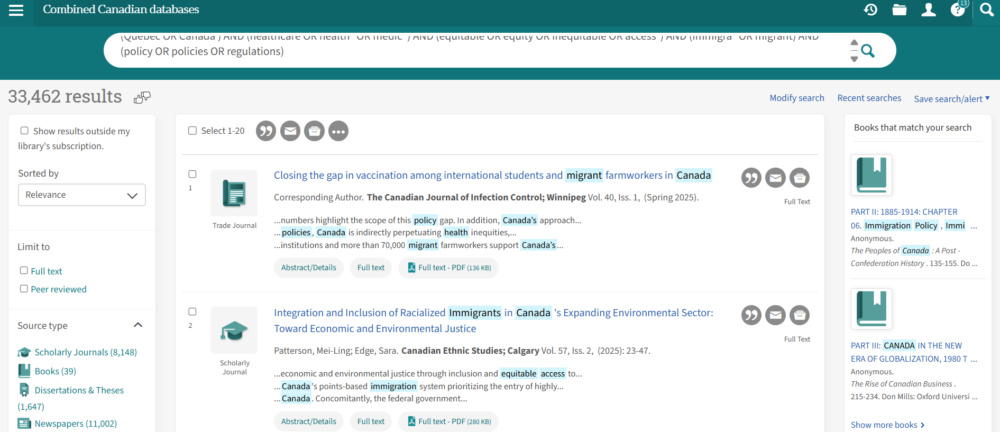 Combined Canadian databases
13
(Quebec OR Canada*) AND (healthcare OR health* OR medic*) AND (equitable OR equity OR inequitable OR access*) AND (immigra* OR migrant) AND
(policy OR policies OR regulations)
33,462 results
Modify search
Recent searches
Save search/alert
Show results outside my
library's subscription.
Sorted by
Relevance
Limit to
Full text
Peer reviewed
Source type
Scholarly Journals (8,148)
Books (39)
Dissertations & Theses
(1,647)
Newspapers (11,002)
Select 1-20
1
Trade Journal
Closing the gap in vaccination among international students and migrant farmworkers in Canada
Corresponding Author. The Canadian Journal of Infection Control; Winnipeg Vol. 40, Iss. 1, (Spring 2025).
Full Text
...numbers highlight the scope of this policy gap. In addition, Canada’s approach...
...policies, Canada is indirectly perpetuating health inequities,...
...institutions and more than 70,000 migrant farmworkers support Canada’s...
Abstract/Details
Full text
Full text - PDF (136 KB)
2
Scholarly
Journal
Integration and Inclusion of Racialized Immigrants in Canada 's Expanding Environmental Sector:
Toward Economic and Environmental Justice
Patterson, Mei-Ling; Edge, Sara. Canadian Ethnic Studies; Calgary Vol. 57, Iss. 2, (2025): 23-47.
Full Text
...economic and environmental justice through inclusion and equitable access to...
...Canada's points-based immigration system prioritizing the entry of highly...
...Canada. Concomitantly, the federal government...
Abstract/Details
Full text
Full text - PDF (280 KB)
Books that match your search
PART II: 1885-1914: CHAPTER
06. Immigration Policy , Immi ...
Anonymous.
The Peoples of Canada : A Post -
Confederation History . 135-155. Do ...
PART III: CANADA IN THE NEW
ERA OF GLOBALIZATION, 1980 T ...
Anonymous.
The Rise of Canadian Business .
215-234. Don Mills: Oxford Universi ...
Show more books